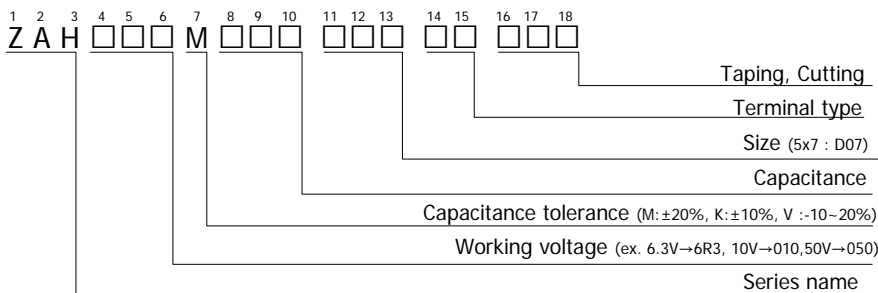 1 2 3 4 5 6 7 8 9 10 11 12 13 14 15 16 17 18
Z A H □ □ □ M □ □ □ □ □ □ □ □ □ □ □
Taping, Cutting
Terminal type
Size (5x7 : D07)
Capacitance
Capacitance tolerance (M:±20%, K:±10%, V :-10~20%)
Working voltage (ex. 6.3V→6R3, 10V→010,50V→050)
Series name